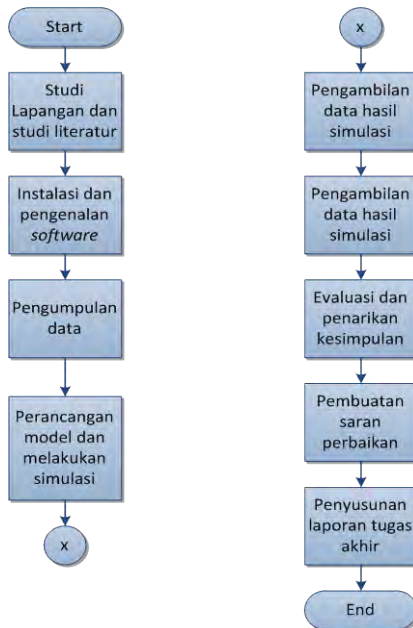 Start
Studi
Lapangan dan
studi literatur
Instalasi dan
pengenalan
software
Pengumpulan
data
Perancangan
model dan
melakukan
simulasi
x
x
Pengambilan
data hasil
simulasi
Pengambilan
data hasil
simulasi
Evaluasi dan
penarikan
kesimpulan
Pembuatan
saran
perbaikan
Penyusunan
laporan tugas
akhir
End